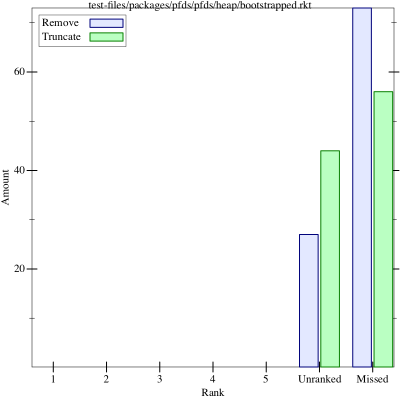 test-files/packages/pfds/pfds/heap/bootstrapped.rkt
Remove
Truncate
60
40
20
Amount
1 2 3 4 5 Unranked Missed
Rank